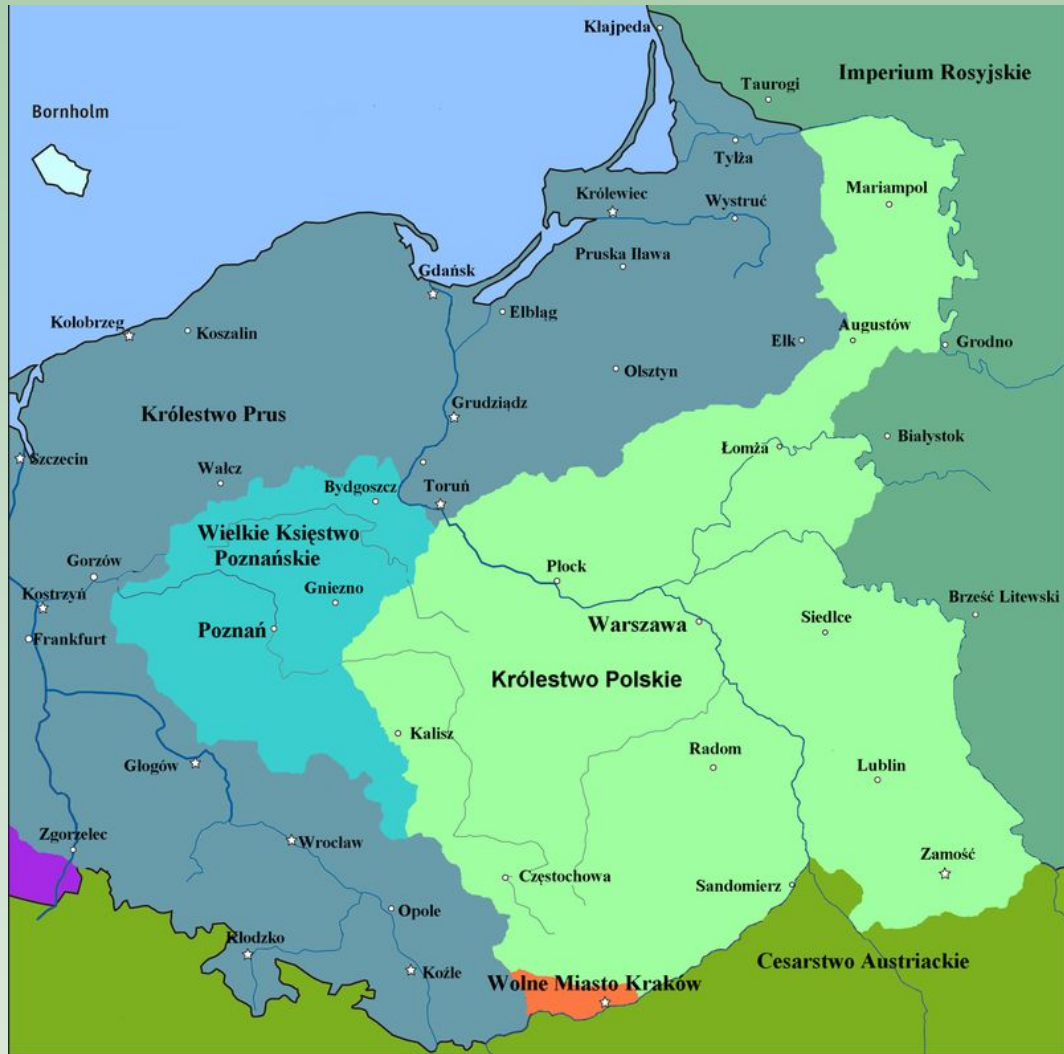 Kłajpeda
Imperium Rosyjskie
Taurogi
Bornholm
Tylża
Mariampol
Królewiec
Wystruć
Pruska Iława
Gdańsk
Elbląg
Kołobrzeg
Koszalin
Ełk
Augustów
Grodno
Olsztyn
Królestwo Prus
Grudziądz
Białystok
Łomża
Szczecin
Wałcz
Bydgoszcz
Toruń
Wielkie Księstwo
Poznańskie
Gorzów
Płock
Gniezno
Kostrzyń
Brześć Litewski
Siedlce
Warszawa
Poznań
Frankfurt
Królestwo Polskie
Kalisz
Radom
Głogów
Lublin
Zgorzelec
Wrocław
Zamość
Częstochowa
Sandomierz
Opole
Kłodzko
Cesarstwo Austriackie
Koźle
Wolne Miasto Kraków